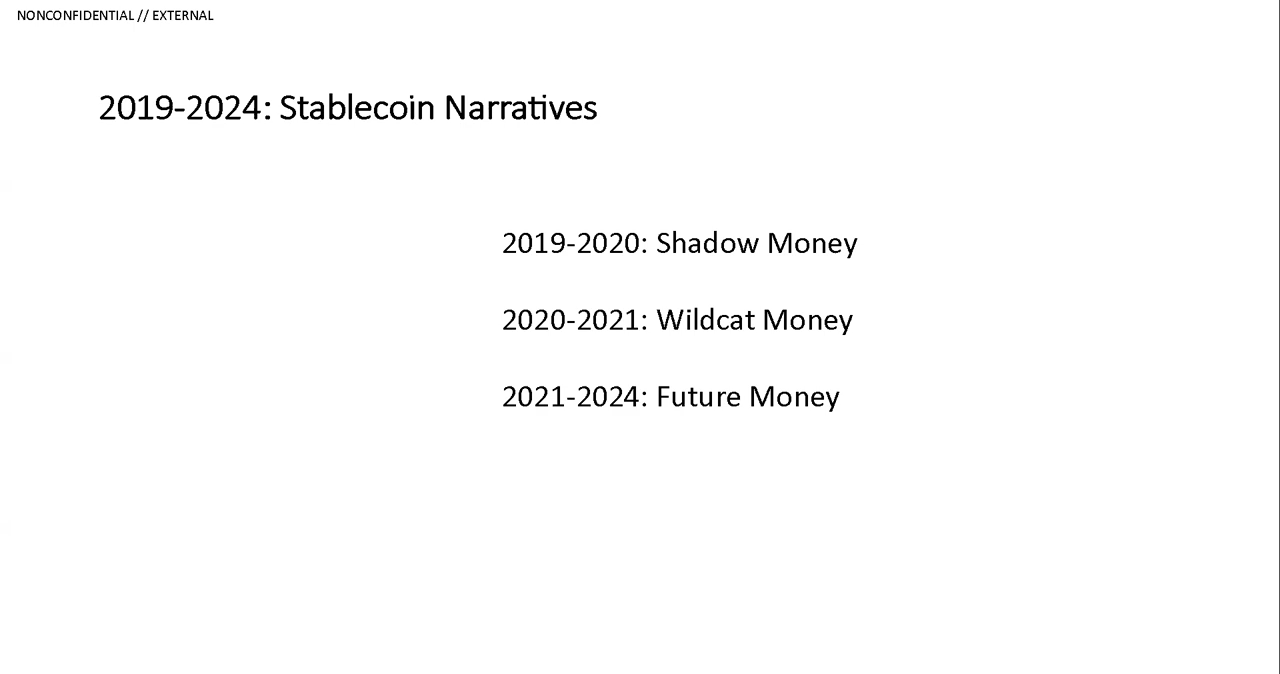 NONCONFIDENTIAL // EXTERNAL
2019-2024: Stablecoin Narratives
2019-2020: Shadow Money
2020-2021: Wildcat Money
2021-2024: Future Money